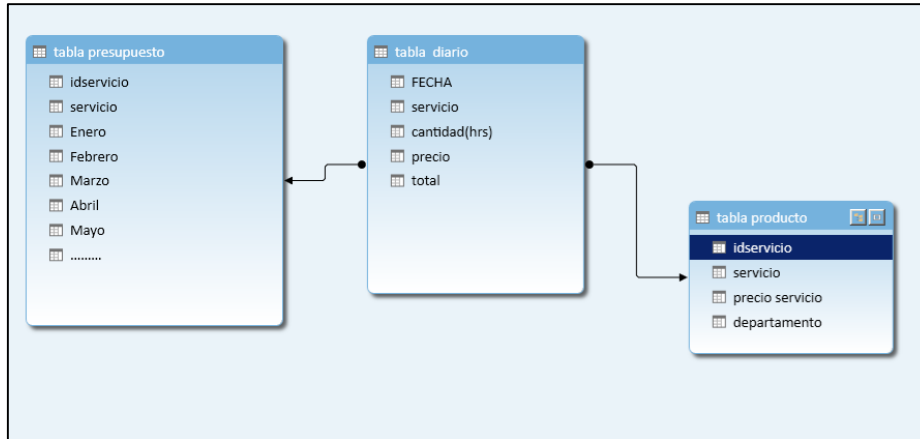 tabla presupuesto
idservicio
servicio
Enero
Febrero
Marzo
Abril
Mayo
.........
tabla diario
FECHA
servicio
cantidad(hrs)
precio
total
tabla producto
idservicio
servicio
precio servicio
departamento